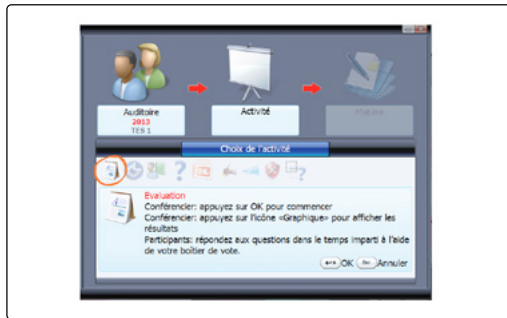 Auditoire
2013
TES 1
Activité
Choix de l'activité
Evaluation
Conférencier: appuyez sur OK pour commencer
Conférencier: appuyez sur l'icône «Graphique» pour afficher les
résultats
Participants: répondez aux questions dans le temps imparti à l'aide
de votre boîtier de vote.
OK Annuler